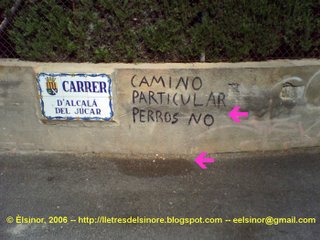 CARRER
D'ALCALÀ
DEL JÚCAR
CAMINO
PARTICULAR
PERROS NO
© Èlsinor, 2006 -- http://lletresdelsinore.blogspot.com -- eelsinor@gmail.com